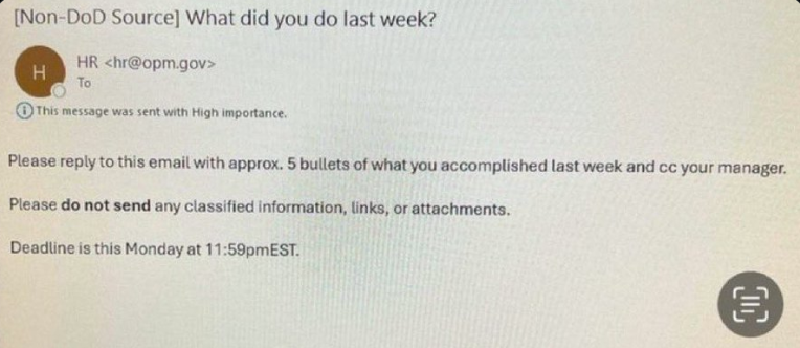 [Non-DoD Source] What did you do last week?
H
HR <hr@opm.gov>
To
This message was sent with High importance.
Please reply to this email with approx. 5 bullets of what you accomplished last week and cc your manager.
Please do not send any classified information, links, or attachments.
Deadline is this Monday at 11:59pmEST.